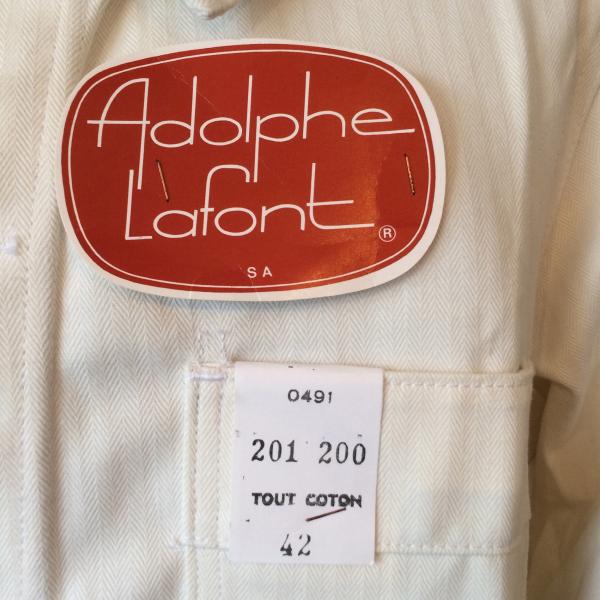 Adolphe
Lafont
®
SA
0491
201 200
TOUT COTON
42